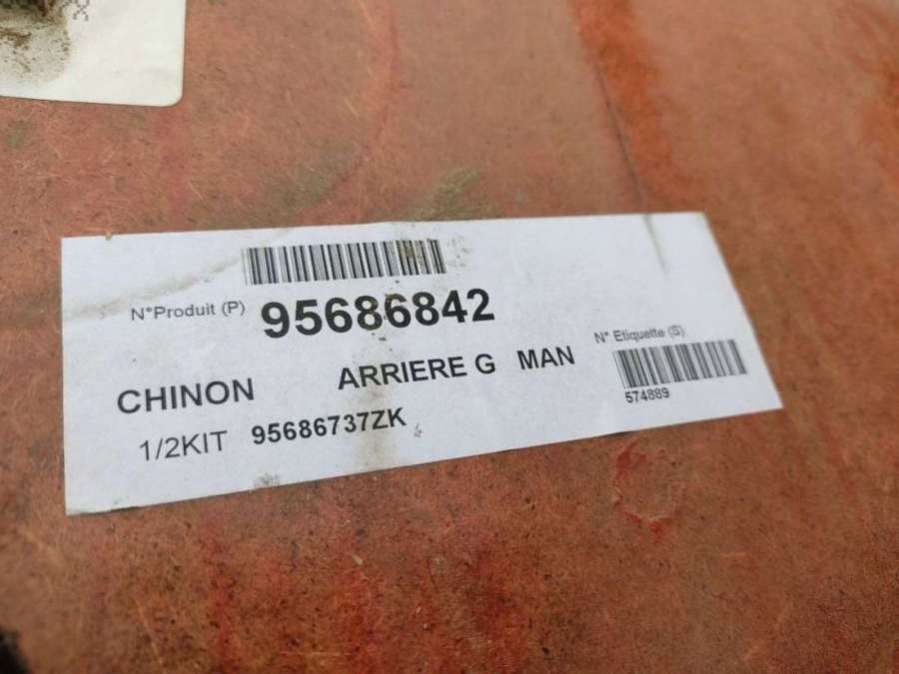 N°Produit (P) 95686842
N° Etiquette (S)
CHINON ARRIERE G MAN
574889
1/2KIT 95686737ZK